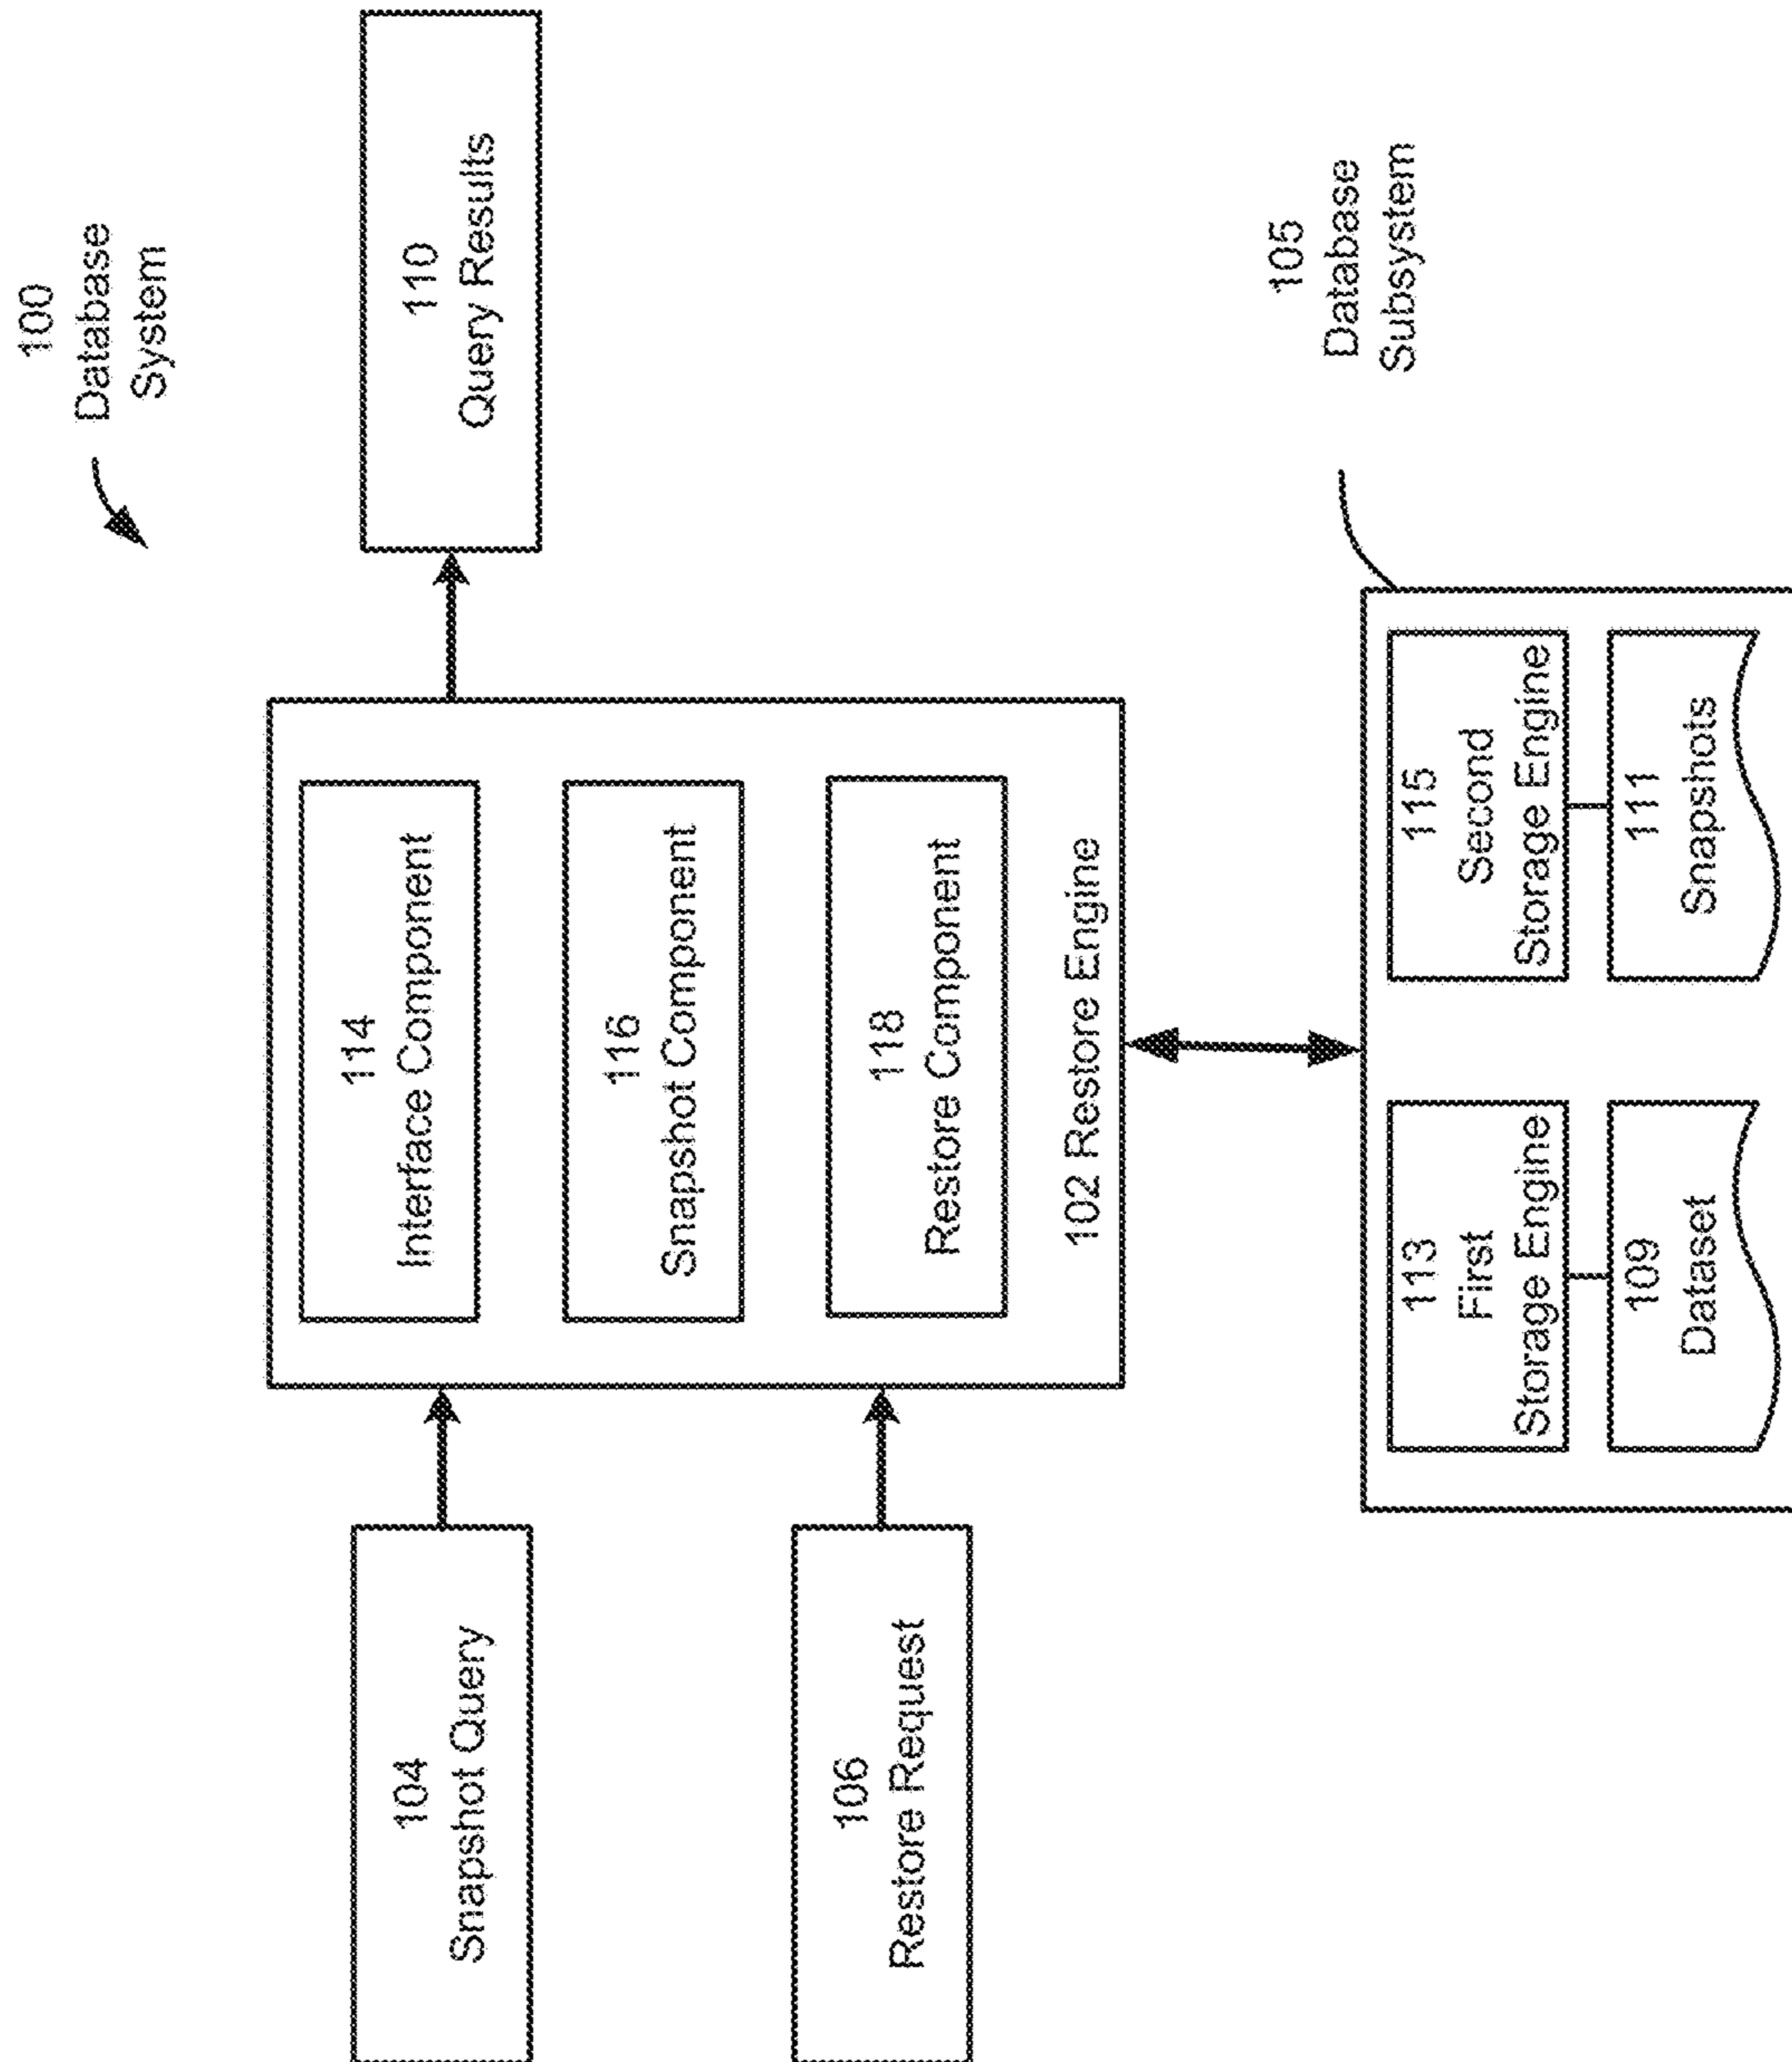 100
Database
System
104
Snapshot Query
106
Restore Request
114
Interface Component
116
Snapshot Component
118
Restore Component
102 Restore Engine
110
Query Results
105
Database
Subsystem
113
First
Storage Engine
109
Dataset
115
Second
Storage Engine
111
Snapshots